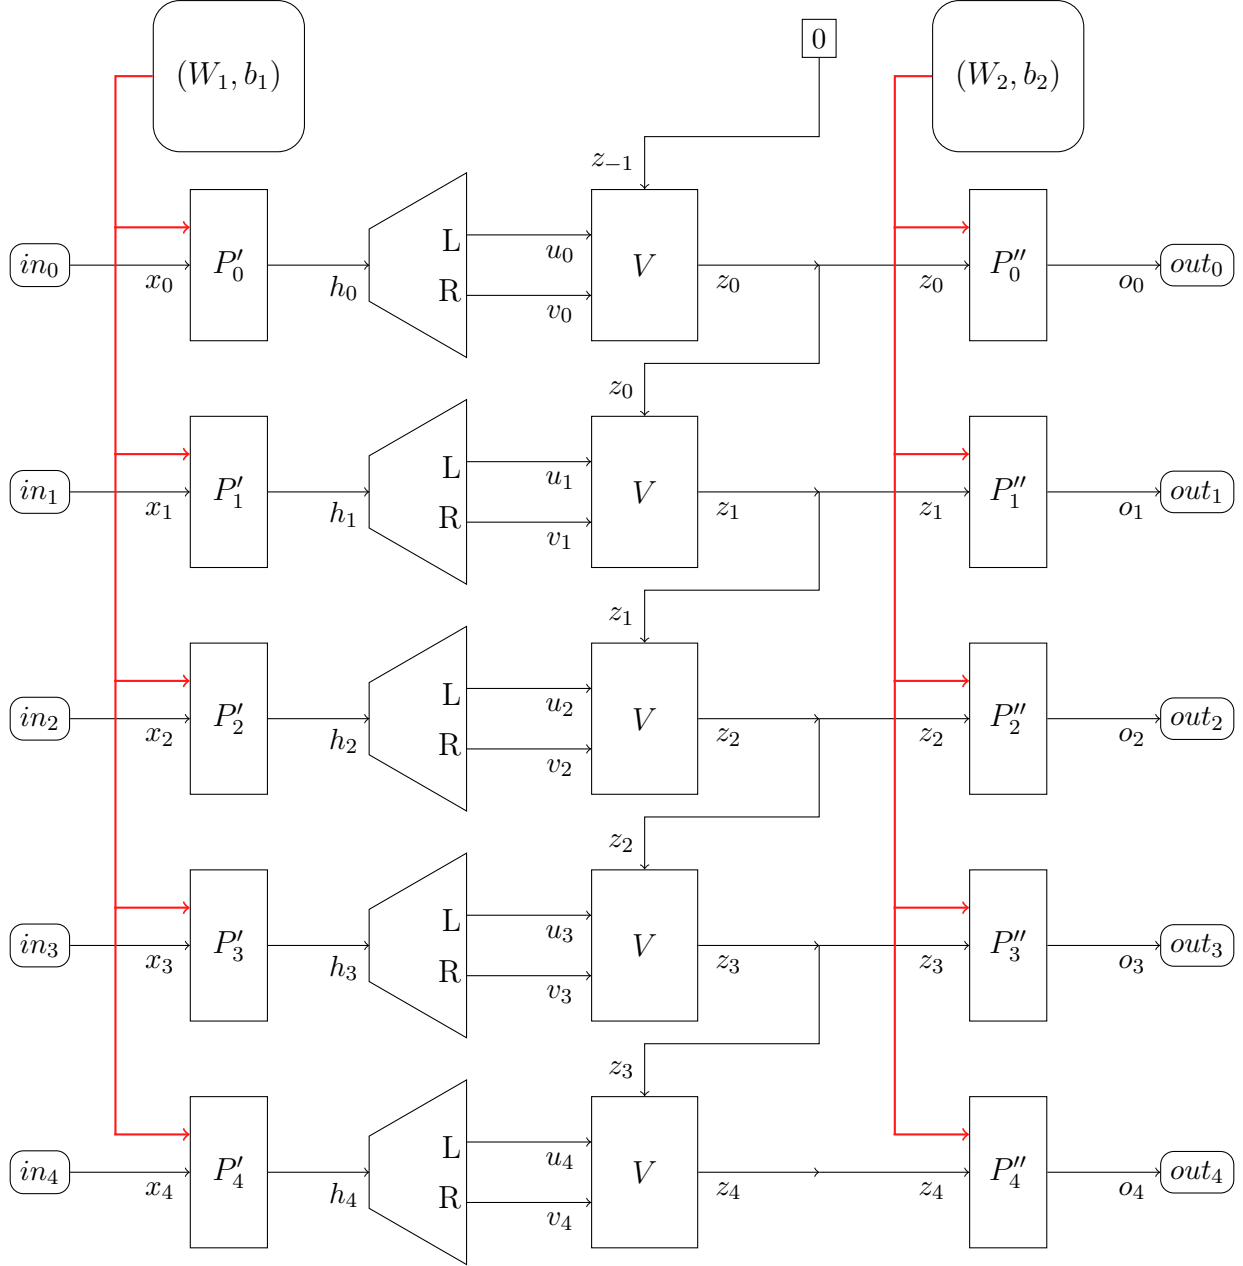 0
(W₁, b₁)
(W₂, b₂)
z₋₁
in₀
x₀
P′₀
h₀
L
R
u₀
v₀
V
z₀
z₀
P″₀
o₀
out₀
z₀
in₁
x₁
P′₁
h₁
L
R
u₁
v₁
V
z₁
z₁
P″₁
o₁
out₁
z₁
in₂
x₂
P′₂
h₂
L
R
u₂
v₂
V
z₂
z₂
P″₂
o₂
out₂
z₂
in₃
x₃
P′₃
h₃
L
R
u₃
v₃
V
z₃
z₃
P″₃
o₃
out₃
z₃
in₄
x₄
P′₄
h₄
L
R
u₄
v₄
V
z₄
z₄
P″₄
o₄
out₄